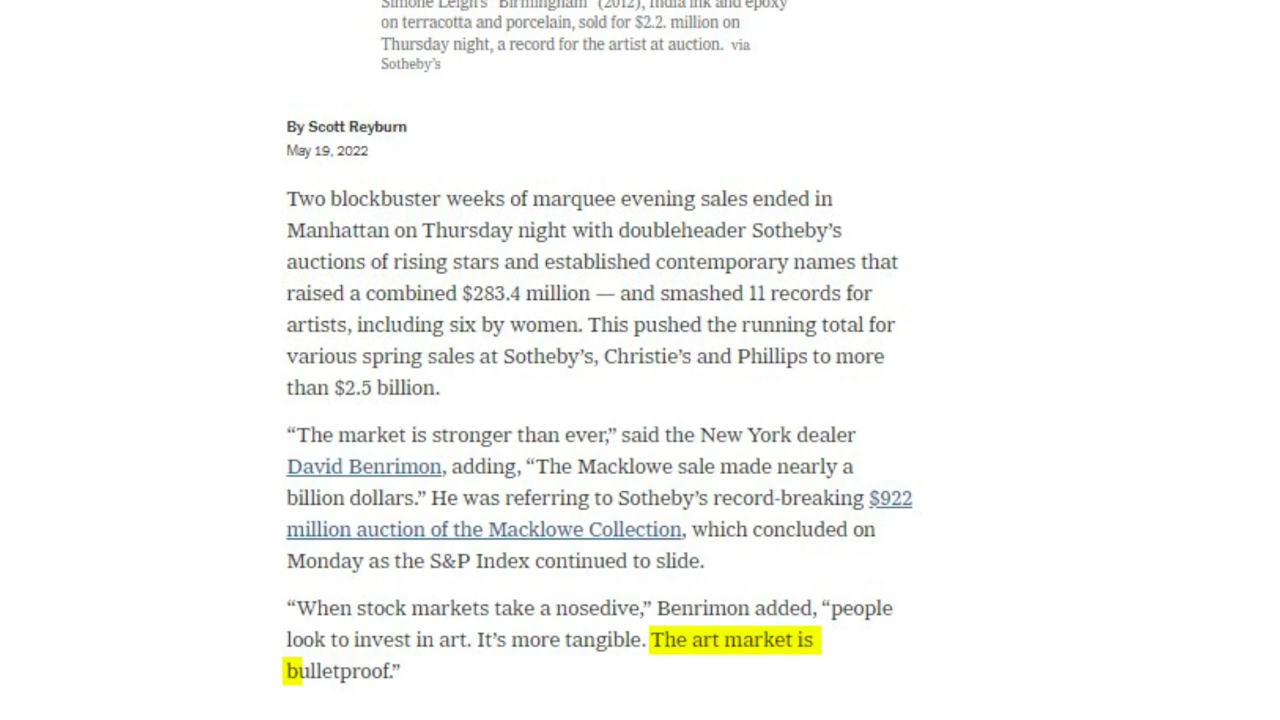 Simone Leigh's "Birmingham" (2012), India ink and epoxy
on terracotta and porcelain, sold for $2.2. million on
Thursday night, a record for the artist at auction. via
Sotheby's
By Scott Reyburn
May 19, 2022
Two blockbuster weeks of marquee evening sales ended in
Manhattan on Thursday night with doubleheader Sotheby’s
auctions of rising stars and established contemporary names that
raised a combined $283.4 million — and smashed 11 records for
artists, including six by women. This pushed the running total for
various spring sales at Sotheby’s, Christie’s and Phillips to more
than $2.5 billion.
“The market is stronger than ever,” said the New York dealer
David Benrimon, adding, “The Macklowe sale made nearly a
billion dollars.” He was referring to Sotheby’s record-breaking $922
million auction of the Macklowe Collection, which concluded on
Monday as the S&P Index continued to slide.
“When stock markets take a nosedive,” Benrimon added, “people
look to invest in art. It’s more tangible. The art market is
bulletproof.”